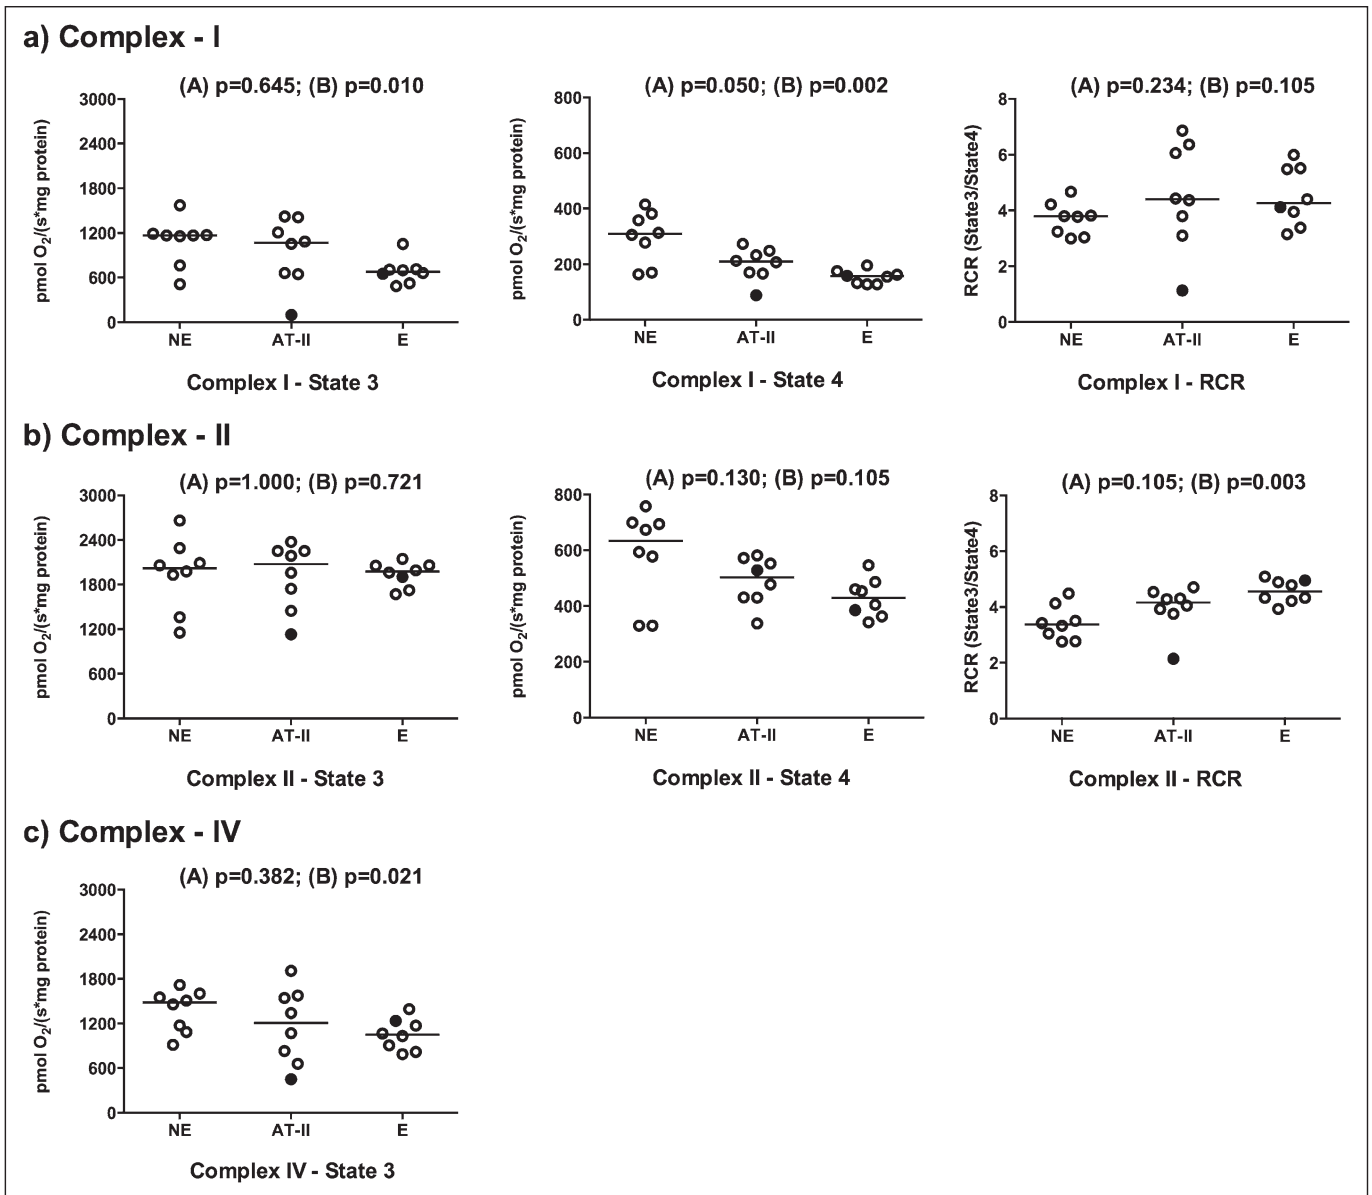 a) Complex - I
(A) p=0.645; (B) p=0.010
pmol O2/(s*mg protein)
3000
2400
1800
1200
600
0
NE AT-II E
Complex I - State 3
(A) p=0.050; (B) p=0.002
pmol O2/(s*mg protein)
800
600
400
200
0
NE AT-II E
Complex I - State 4
(A) p=0.234; (B) p=0.105
RCR (State3/State4)
8
6
4
2
0
NE AT-II E
Complex I - RCR
b) Complex - II
(A) p=1.000; (B) p=0.721
pmol O2/(s*mg protein)
3000
2400
1800
1200
600
0
NE AT-II E
Complex II - State 3
(A) p=0.130; (B) p=0.105
pmol O2/(s*mg protein)
800
600
400
200
0
NE AT-II E
Complex II - State 4
(A) p=0.105; (B) p=0.003
RCR (State3/State4)
8
6
4
2
0
NE AT-II E
Complex II - RCR
c) Complex - IV
(A) p=0.382; (B) p=0.021
pmol O2/(s*mg protein)
3000
2400
1800
1200
600
0
NE AT-II E
Complex IV - State 3